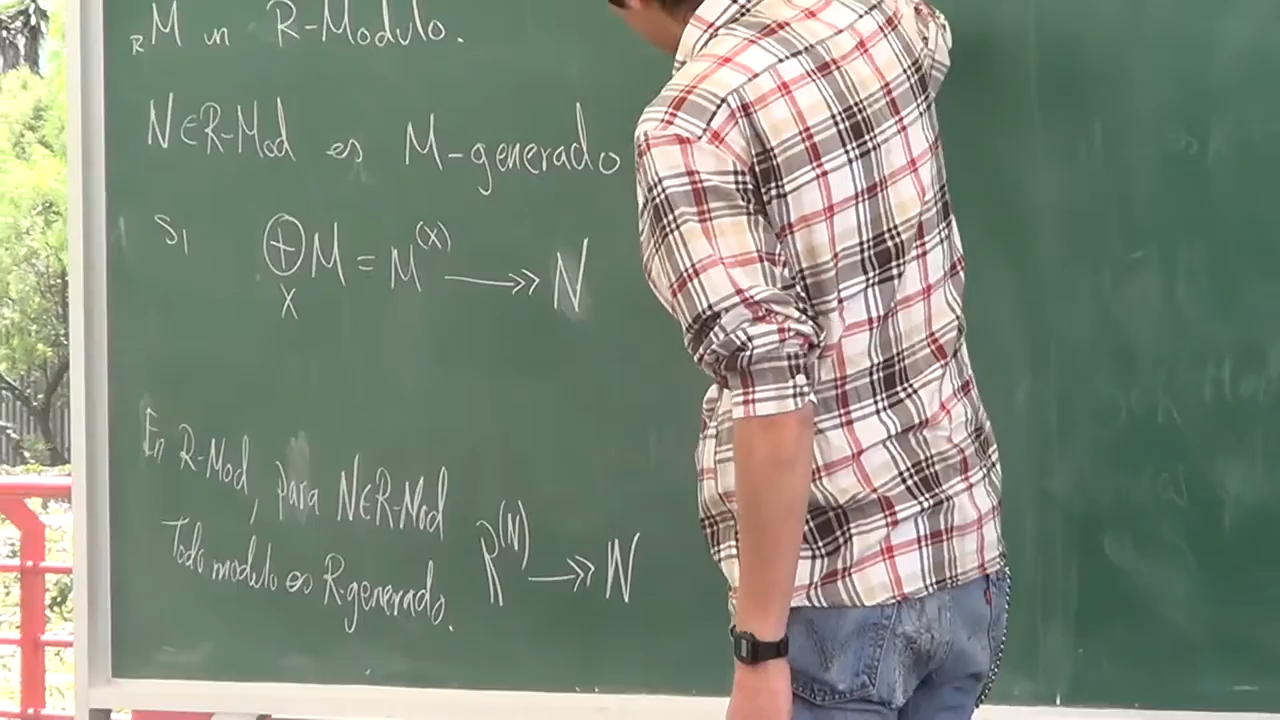 RM un R-Modulo.
N∈R-Mod es M-generado
Si ⊕M = M^(X) ↠ N
X
En R-Mod, para N∈R-Mod
Todo modulo es R-generado. R^(N) ↠ N